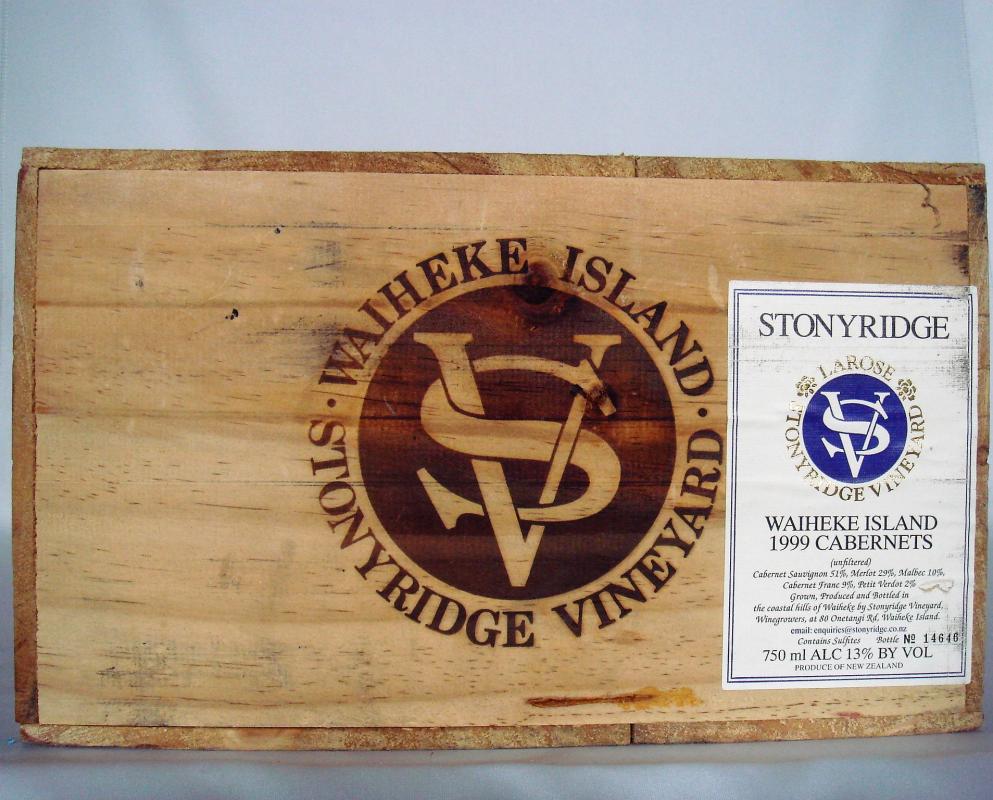 WAIHEKE ISLAND
SV
· STONYRIDGE VINEYARD ·
STONYRIDGE
LAROSE
SV
STONYRIDGE VINEYARD
WAIHEKE ISLAND
1999 CABERNETS
(unfiltered)
Cabernet Sauvignon 51%, Merlot 29%, Malbec 10%,
Cabernet Franc 9%, Petit Verdot 2%
Grown, Produced and Bottled in
the coastal hills of Waiheke by Stonyridge Vineyard,
Winegrowers, at 80 Onetangi Rd, Waiheke Island.
email: enquiries@stonyridge.co.nz
Contains Sulfites Bottle № 14646
750 ml ALC 13% BY VOL
PRODUCE OF NEW ZEALAND